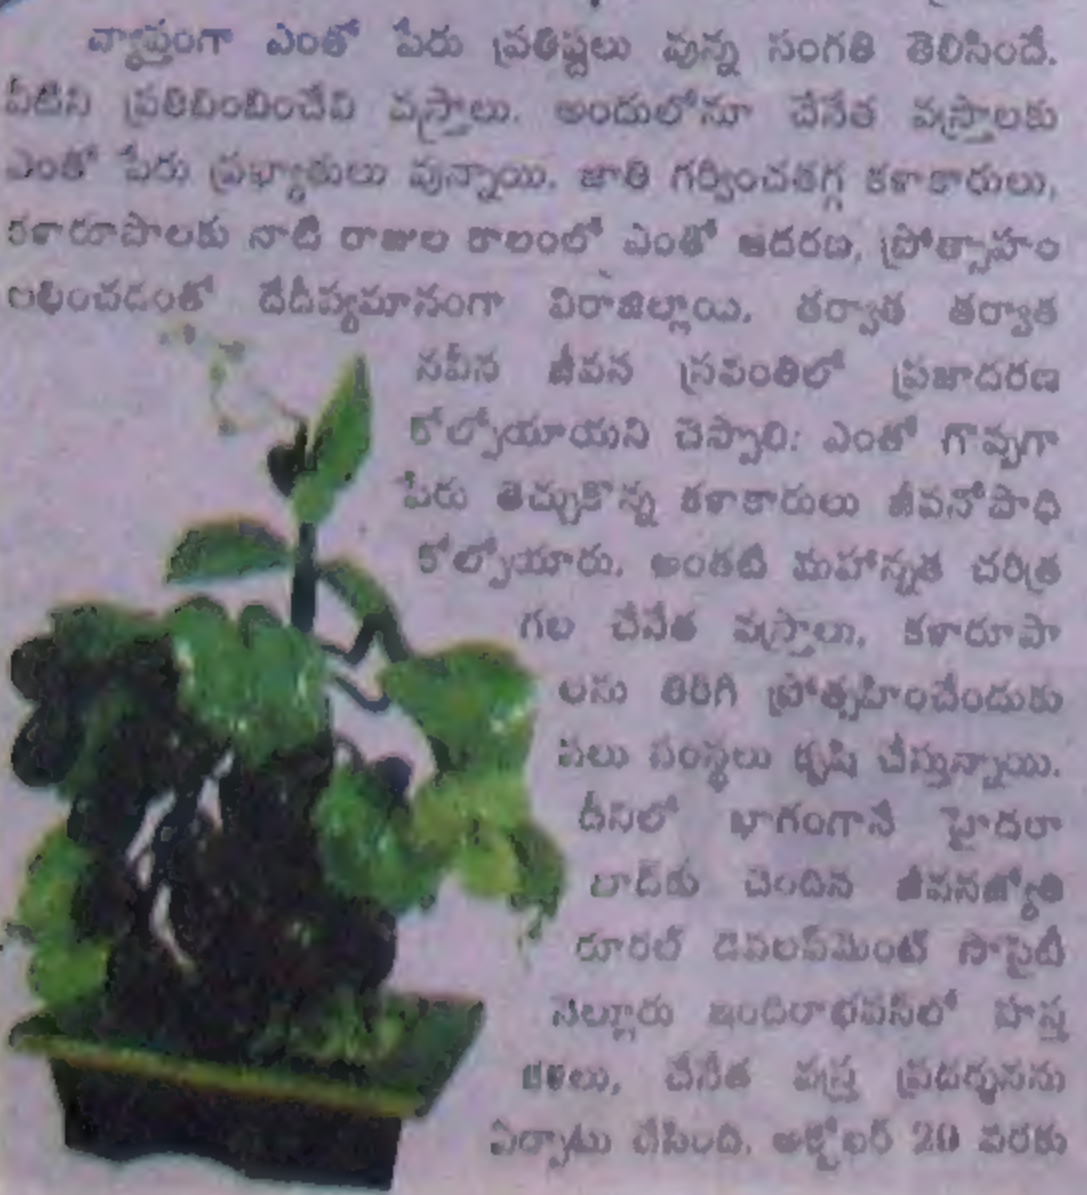 వ్యాప్తంగా ఎంతో పేరు ప్రతిష్టలు వున్న సంగతి తెలిసిందే.
వీటిని ప్రతిబింబించేవి వస్త్రాలు. అందులోనూ చేనేత వస్త్రాలకు
ఎంతో పేరు ప్రఖ్యాతులు వున్నాయి. జాతి గర్వించతగ్గ కళాకారులు,
కళారూపాలకు నాటి రాజుల కాలంలో ఎంతో ఆదరణ, ప్రోత్సాహం
లభించడంతో దేదీప్యమానంగా విరాజిల్లాయి. తర్వాత తర్వాత
నవీన జీవన స్రవంతిలో ప్రజాదరణ
కోల్పోయాయని చెప్పాలి. ఎంతో గొప్పగా
పేరు తెచ్చుకొన్న కళాకారులు జీవనోపాధి
కోల్పోయారు. అంతటి మహోన్నత చరిత్ర
గల చేనేత వస్త్రాలు, కళారూపా
లను తిరిగి ప్రోత్సహించేందుకు
పలు సంస్థలు కృషి చేస్తున్నాయి.
దీనిలో భాగంగానే హైదరా
బాద్‌కు చెందిన జీవనజ్యోతి
రూరల్ డెవలప్‌మెంట్ సొసైటీ
నెల్లూరు ఇందిరాభవన్‌లో హస్త
కళలు, చేనేత వస్త్ర ప్రదర్శనను
ఏర్పాటు చేసింది. అక్టోబర్ 20 వరకు